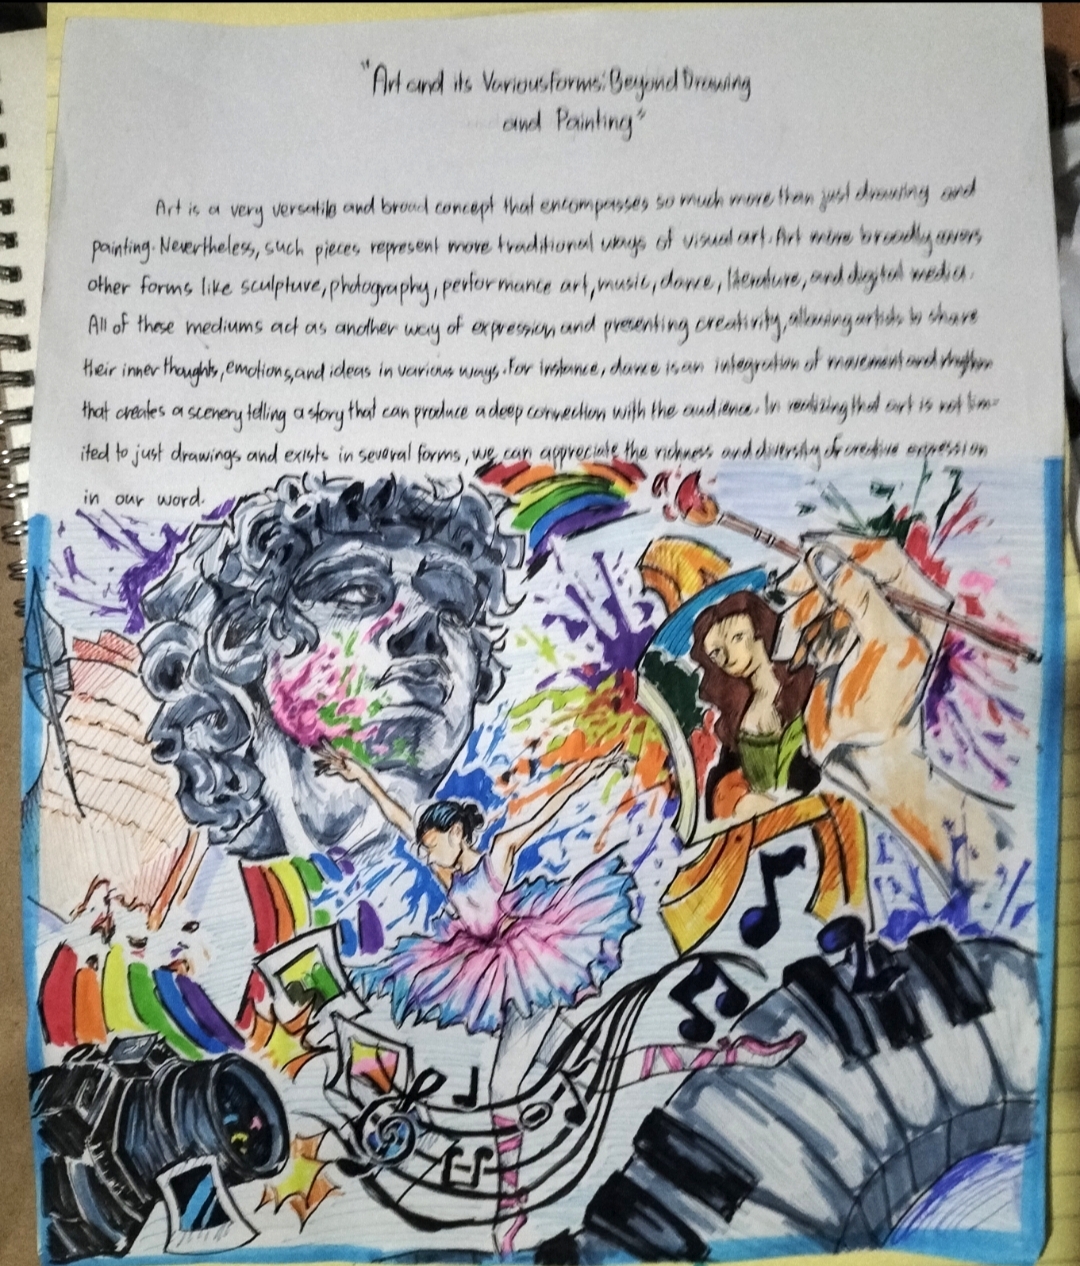 "Art and its Various Forms: Beyond Drawing
and Painting"
Art is a very versatile and broad concept that encompasses so much more than just drawing and
painting. Nevertheless, such pieces represent more traditional ways of visual art. Art more broadly covers
other forms like sculpture, photography, performance art, music, dance, literature, and digital media.
All of these mediums act as another way of expression and presenting creativity, allowing artists to share
their inner thoughts, emotions, and ideas in various ways. For instance, dance is an integration of movement and rhythm
that creates a scenery telling a story that can produce a deep connection with the audience. In realizing that art is not lim-
ited to just drawings and exists in several forms, we can appreciate the richness and diversity of creative expression
in our word.